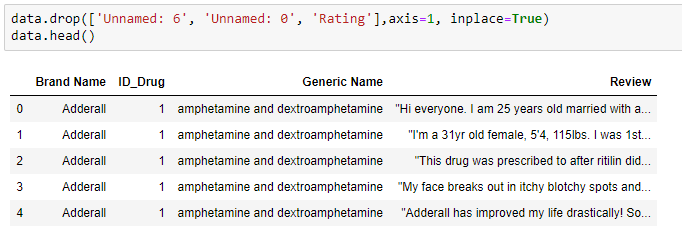 data.drop(['Unnamed: 6', 'Unnamed: 0', 'Rating'],axis=1, inplace=True)
data.head()
Brand Name ID_Drug Generic Name Review
0 Adderall 1 amphetamine and dextroamphetamine "Hi everyone. I am 25 years old married with a...
1 Adderall 1 amphetamine and dextroamphetamine "I'm a 31yr old female, 5'4, 115lbs. I was 1st...
2 Adderall 1 amphetamine and dextroamphetamine "This drug was prescribed to after ritilin did...
3 Adderall 1 amphetamine and dextroamphetamine "My face breaks out in itchy blotchy spots and...
4 Adderall 1 amphetamine and dextroamphetamine "Adderall has improved my life drastically! So...